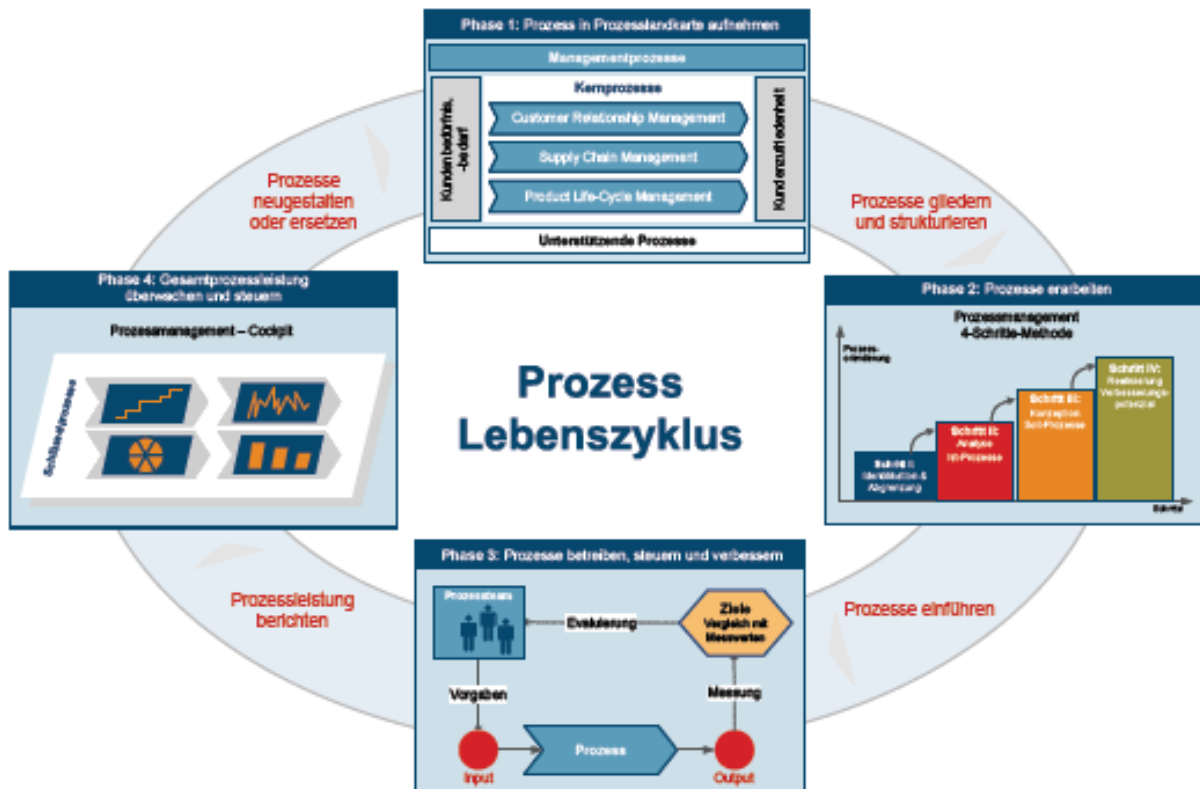 Phase 1: Prozess in Prozesslandkarte aufnehmen
Managementprozesse
Kundenbedürfnis,
-bedarf
Kernprozesse
Customer Relationship Management
Supply Chain Management
Product Life-Cycle Management
Kundenzufriedenheit
Unterstützende Prozesse
Prozesse gliedern
und strukturieren
Phase 2: Prozesse erarbeiten
Prozessmanagement
4-Schritte-Methode
Prozess-
orientierung
Schritt I:
Identifikation &
Abgrenzung
Schritt II:
Analyse
Ist-Prozesse
Schritt III:
Konzeption
Soll-Prozesse
Schritt IV:
Realisierung
Verbesserungs-
potenzial
Schritte
Prozesse einführen
Phase 3: Prozesse betreiben, steuern und verbessern
Prozessteam
Evaluierung
Ziele
Vergleich mit
Messwerten
Vorgaben
Messung
Prozess
Input
Output
Prozessleistung
berichten
Phase 4: Gesamtprozessleistung
überwachen und steuern
Prozessmanagement – Cockpit
Schlüsselprozesse
Prozesse
neugestalten
oder ersetzen
Prozess
Lebenszyklus